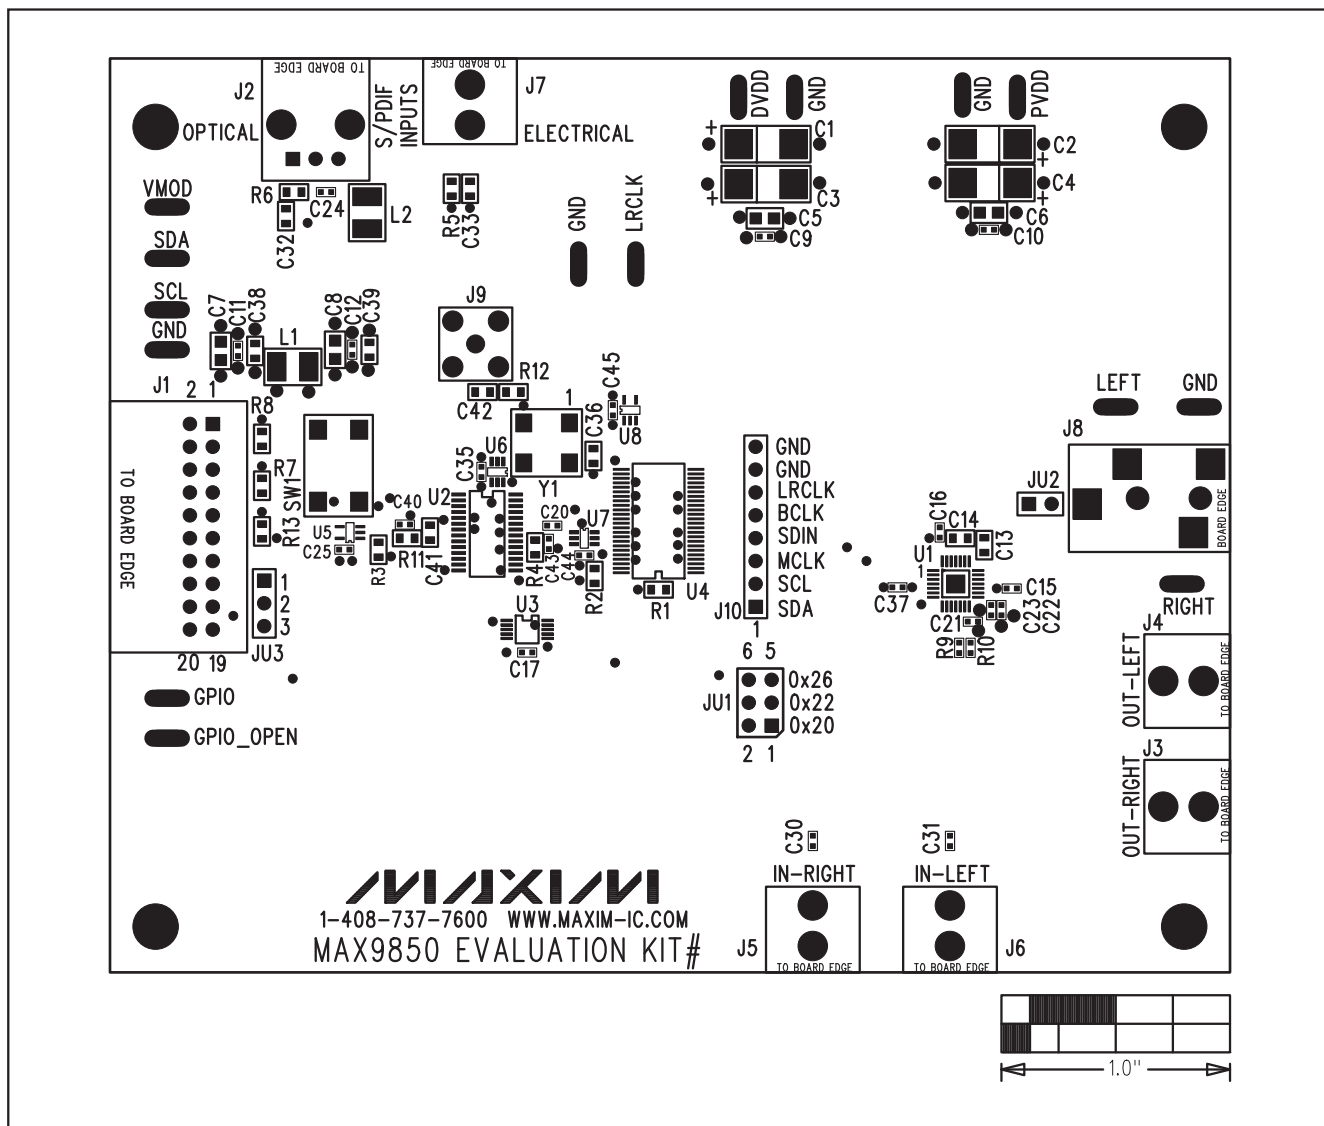 TO BOARD EDGE
J2
S/PDIF
INPUTS
OPTICAL
TO BOARD EDGE
J7
ELECTRICAL
DVDD
GND
GND
PVDD
+
C1
C2
+
C3
+
C4
+
C5
C6
C9
C10
VMOD
SDA
SCL
GND
R6
C24
C32
L2
R5
C33
GND
LRCLK
C7
C11
C38
L1
C8
C12
C39
J9
J1
2 1
R12
C42
C45
LEFT
GND
R8
R7
R13
TO BOARD EDGE
SW1
1
C36
U8
U6
C35
Y1
J8
BOARD EDGE
JU2
GND
GND
LRCLK
BCLK
SDIN
MCLK
SCL
SDA
J10
1
U5
C25
C40
U2
R3
R11
C41
C20
U7
R4
C43
C44
R2
R1
U4
C16
C14
C13
U1
1
C37
C15
C23
C22
C21
R9
R10
RIGHT
1
2
3
JU3
20 19
U3
C17
6 5
JU1
0x26
0x22
0x20
2 1
J4
OUT-LEFT
TO BOARD EDGE
GPIO
GPIO_OPEN
J3
OUT-RIGHT
TO BOARD EDGE
C30
C31
IN-RIGHT
IN-LEFT
MAXIM
1-408-737-7600 WWW.MAXIM-IC.COM
MAX9850 EVALUATION KIT#
J5
TO BOARD EDGE
TO BOARD EDGE
J6
1.0"